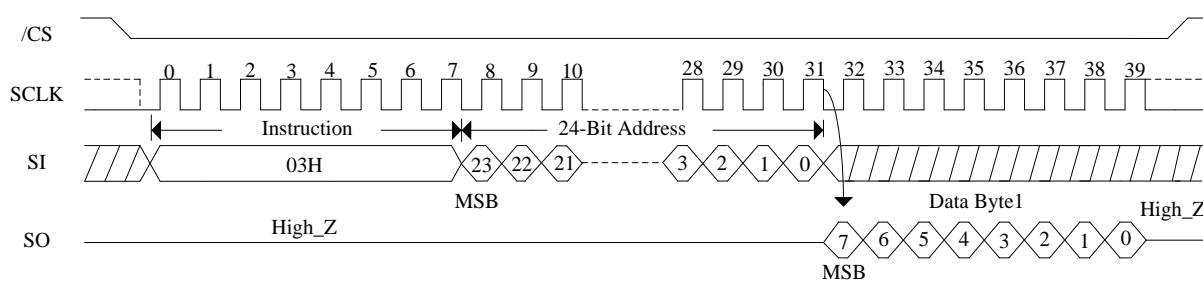 /CS
0 1 2 3 4 5 6 7 8 9 10 28 29 30 31 32 33 34 35 36 37 38 39
SCLK
Instruction 24-Bit Address
SI 03H 23 22 21 3 2 1 0
MSB Data Byte1
High_Z High_Z
SO 7 6 5 4 3 2 1 0
MSB